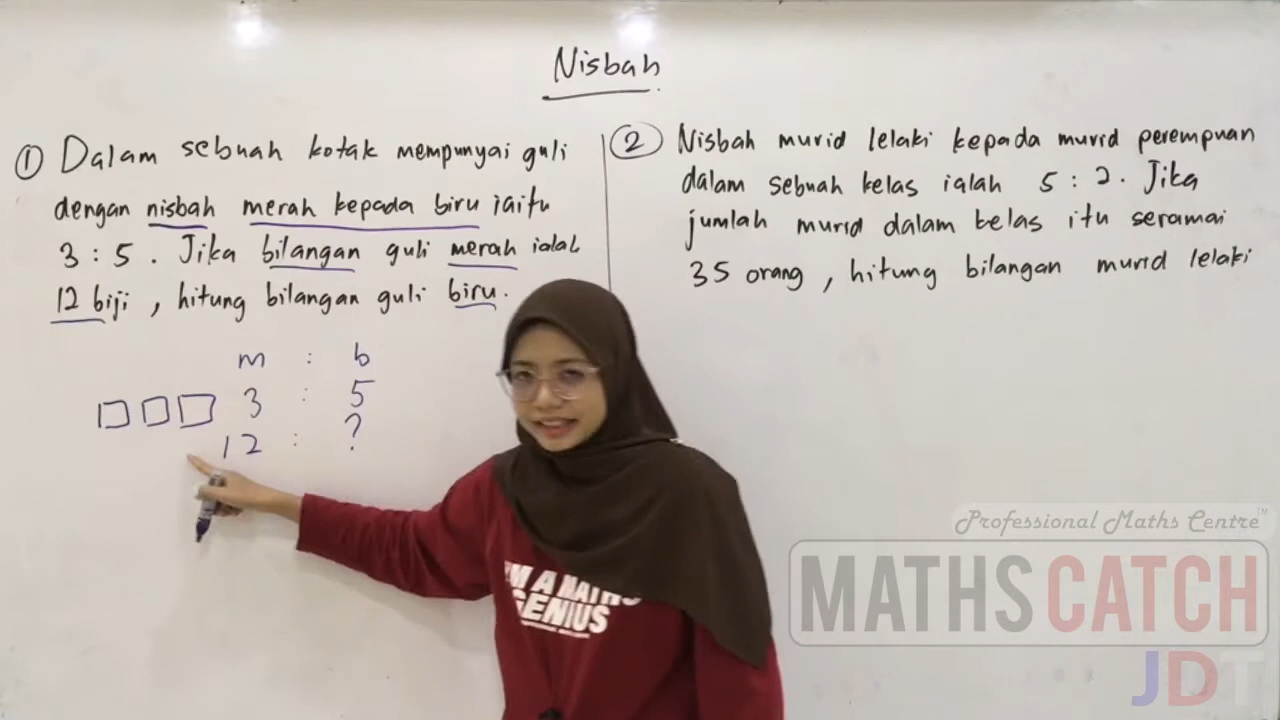 Nisbah
① Dalam sebuah kotak mempunyai guli
dengan nisbah merah kepada biru iaitu
3 : 5 . Jika bilangan guli merah ialah
12 biji , hitung bilangan guli biru.
m : b
3 : 5
12 : ?
② Nisbah murid lelaki kepada murid perempuan
dalam sebuah kelas ialah 5 : 2 . Jika
jumlah murid dalam kelas itu seramai
35 orang , hitung bilangan murid lelaki
I'M A MATHS
GENIUS
Professional Maths Centre™
MATHSCATCH
JDT